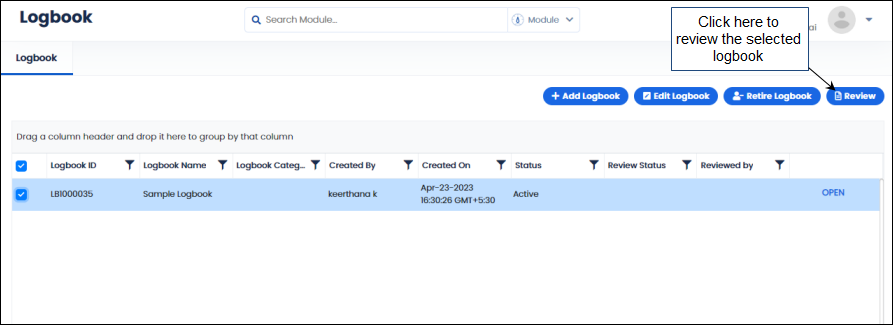 Logbook
Search Module...
Module
Click here to
review the selected
logbook
ai
Logbook
Add Logbook
Edit Logbook
Retire Logbook
Review
Drag a column header and drop it here to group by that column
Logbook ID Logbook Name Logbook Categ... Created By Created On Status Review Status Reviewed by
LB1000035 Sample Logbook keerthana k Apr-23-2023 Active OPEN
16:30:26 GMT+5:30